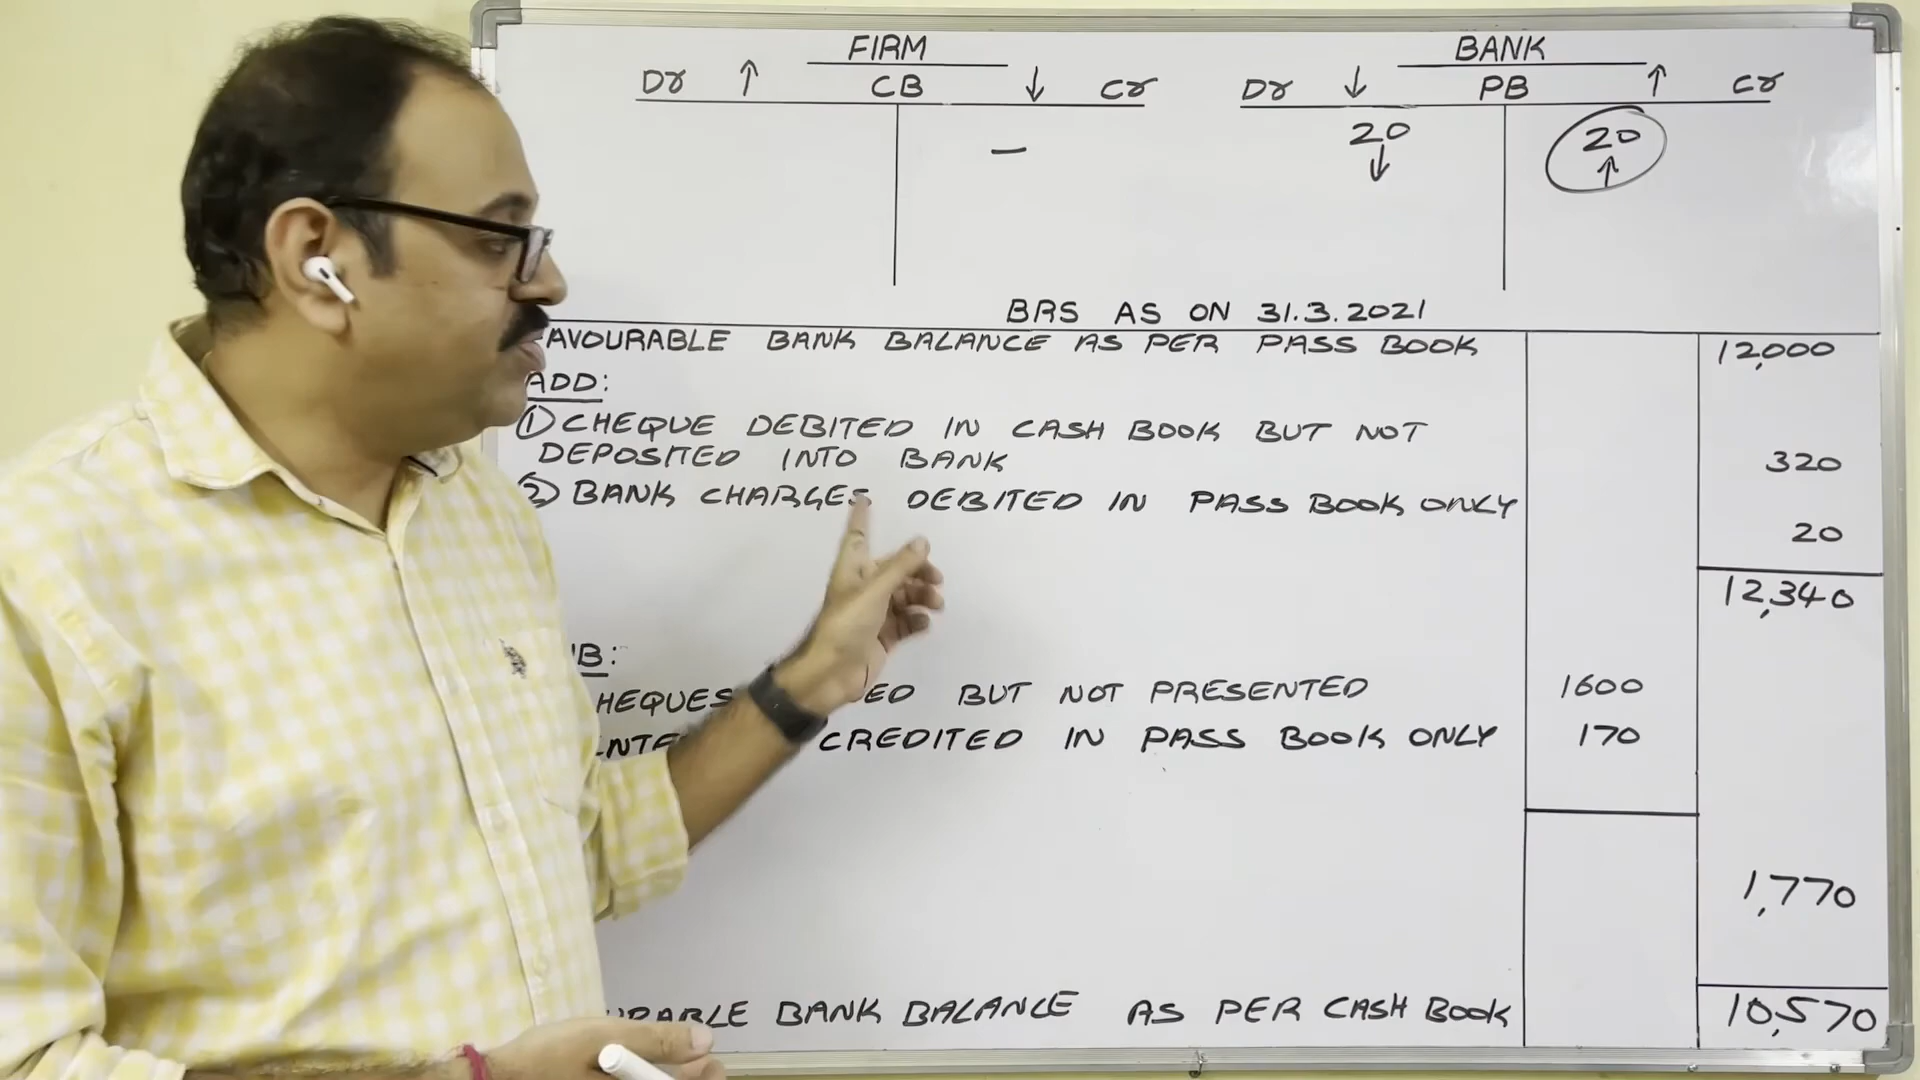 FIRM
Dr ↑ CB ↓ Cr
—
BANK
Dr ↓ PB ↑ Cr
20 20
↓ ↑
BRS AS ON 31.3.2021
AVOURABLE BANK BALANCE AS PER PASS BOOK 12,000
ADD:
① CHEQUE DEBITED IN CASH BOOK BUT NOT
DEPOSITED INTO BANK 320
② BANK CHARGES DEBITED IN PASS BOOK ONLY
20
12,340
B:
HEQUES ED BUT NOT PRESENTED 1600
NTE CREDITED IN PASS BOOK ONLY 170
1,770
URABLE BANK BALANCE AS PER CASH BOOK 10,570